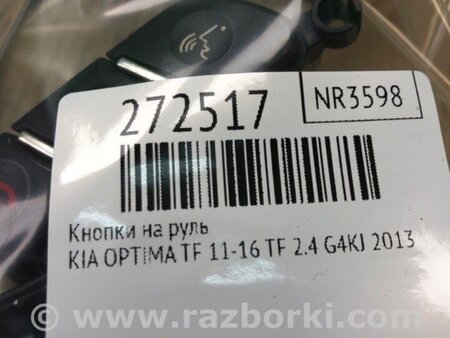 272517
NR3598
Кнопки на руль
KIA OPTIMA TF 11-16 TF 2.4 G4KJ 2013
www.razborki.com